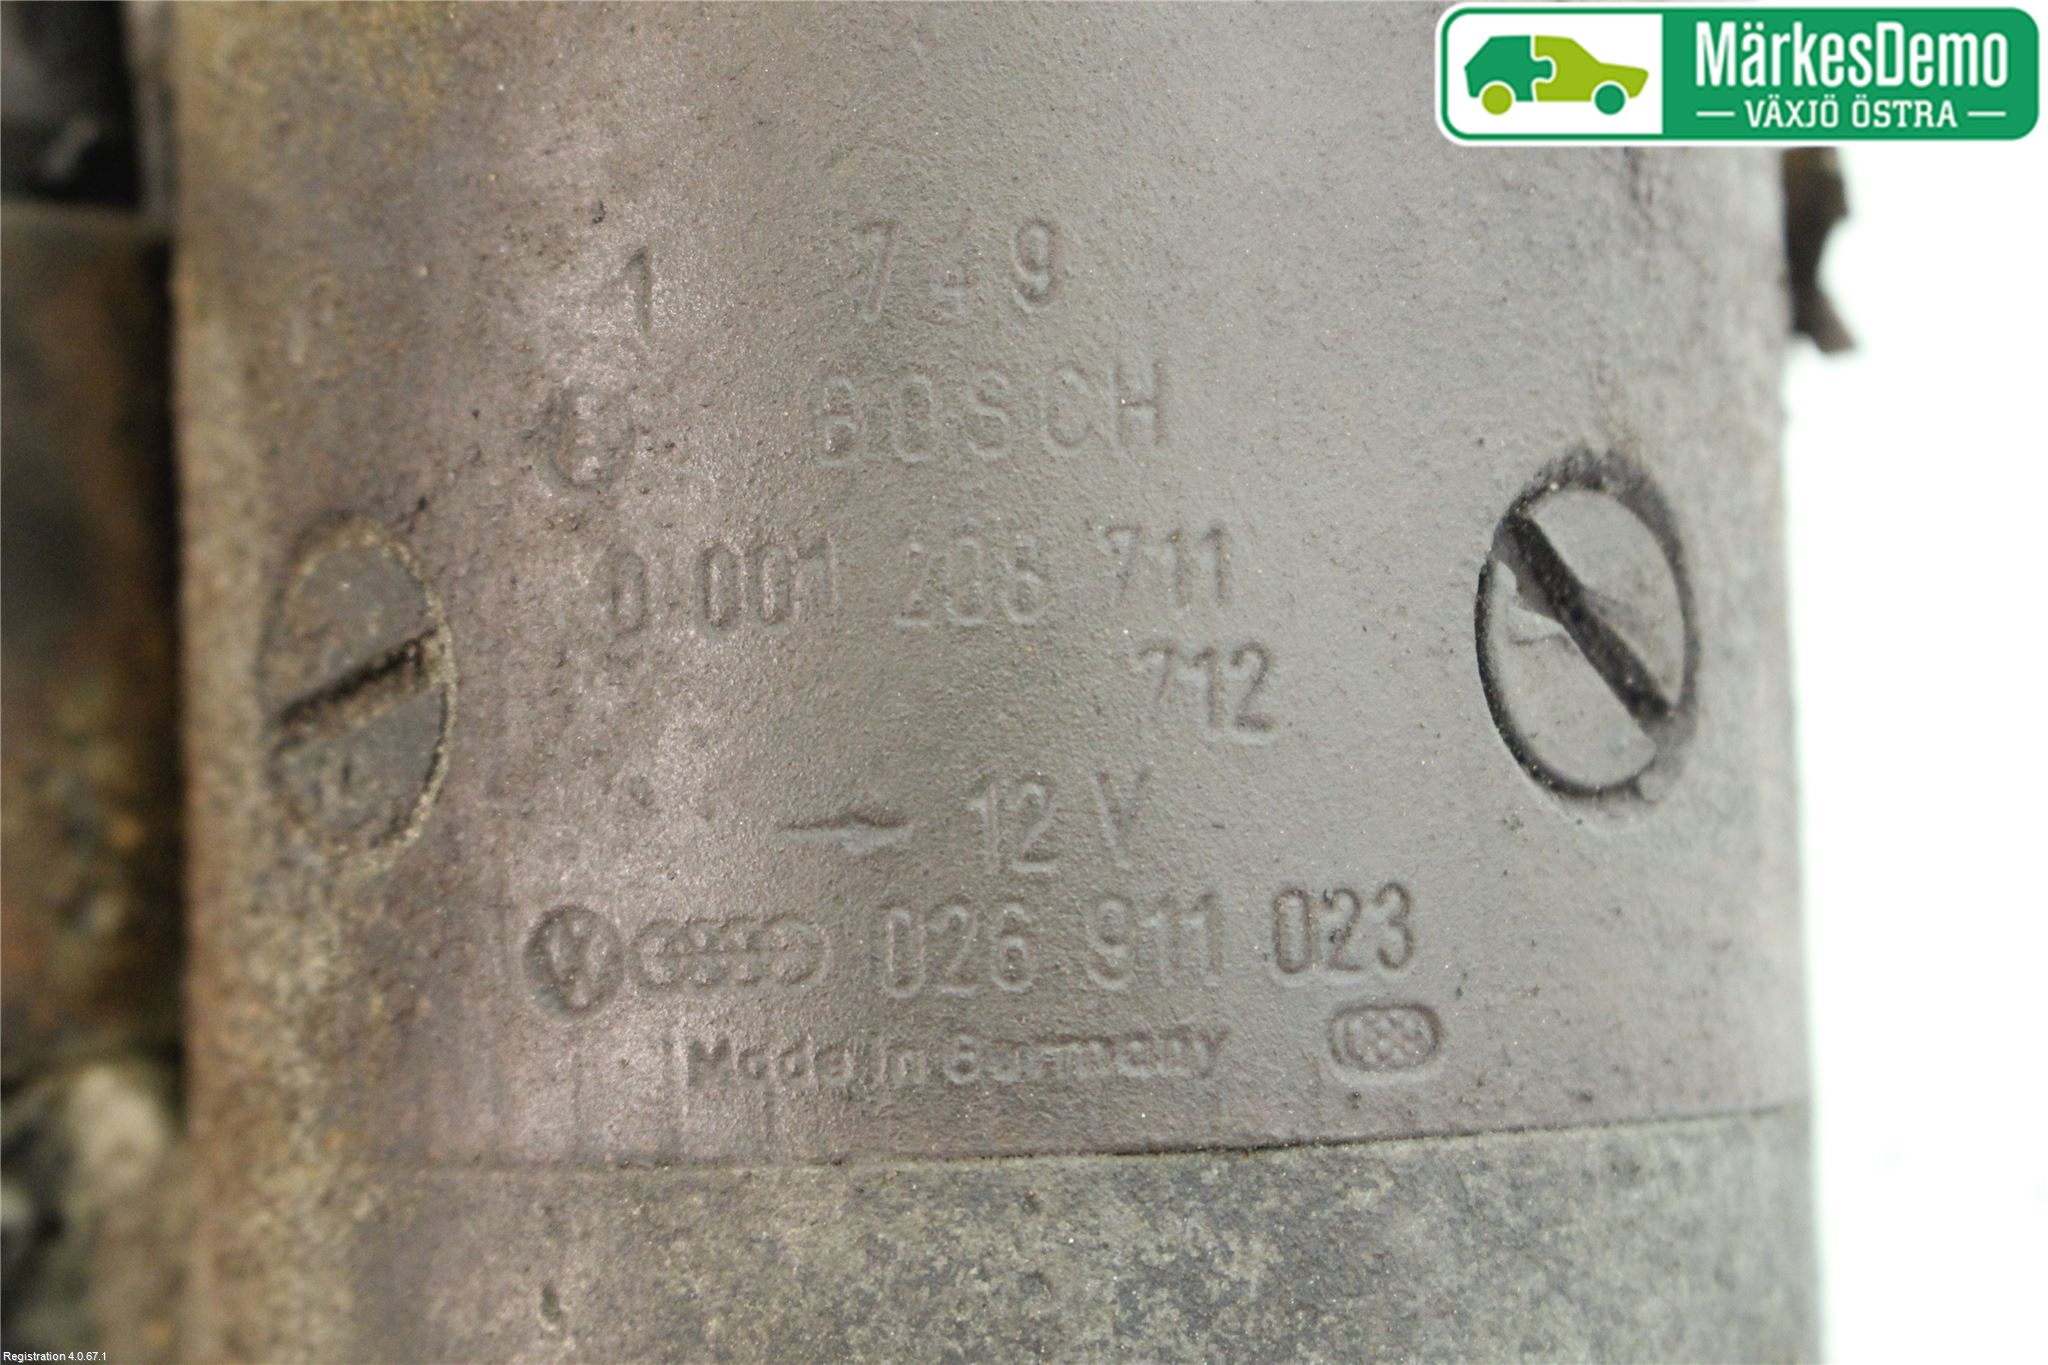 MärkesDemo
VÄXJÖ ÖSTRA
1 7 9
BOSCH
0 001 208 711
712
12 V
026 911 023
Made in Germany
Registration 4.0.67.1